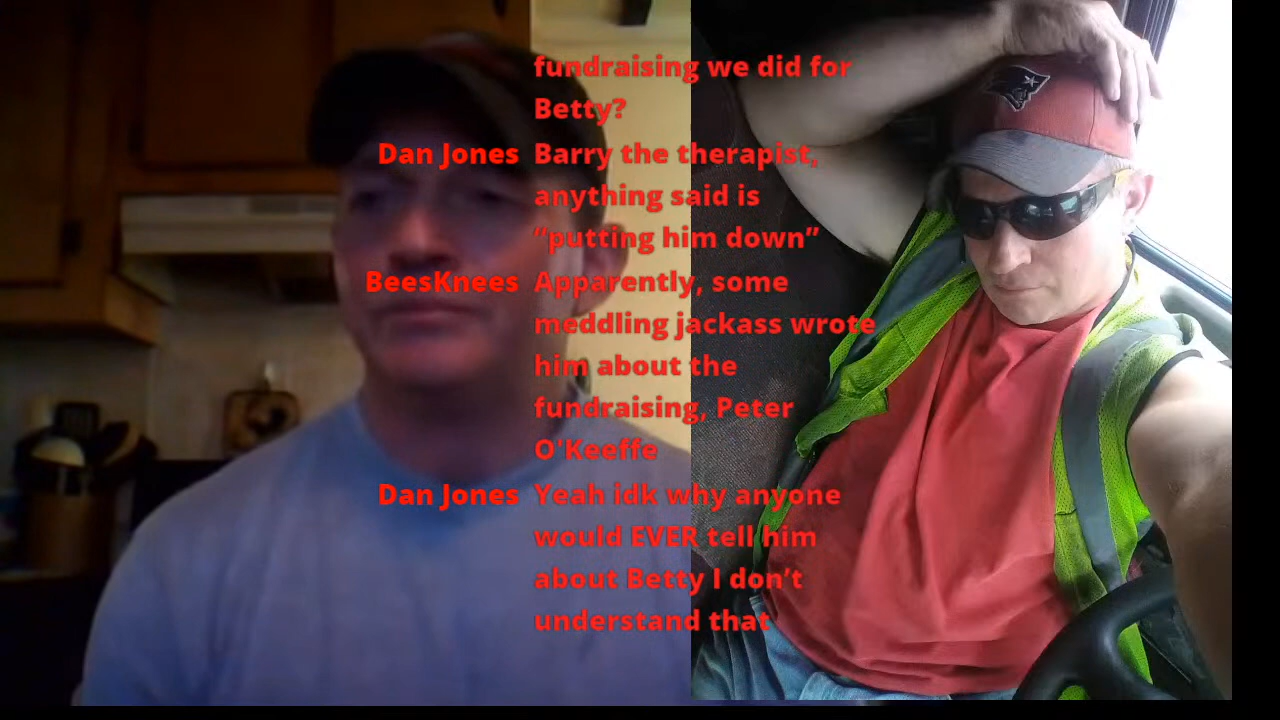 fundraising we did for
Betty?
Dan Jones Barry the therapist,
anything said is
“putting him down”
BeesKnees Apparently, some
meddling jackass wrote
him about the
fundraising, Peter
O'Keeffe
Dan Jones Yeah idk why anyone
would EVER tell him
about Betty I don’t
understand that